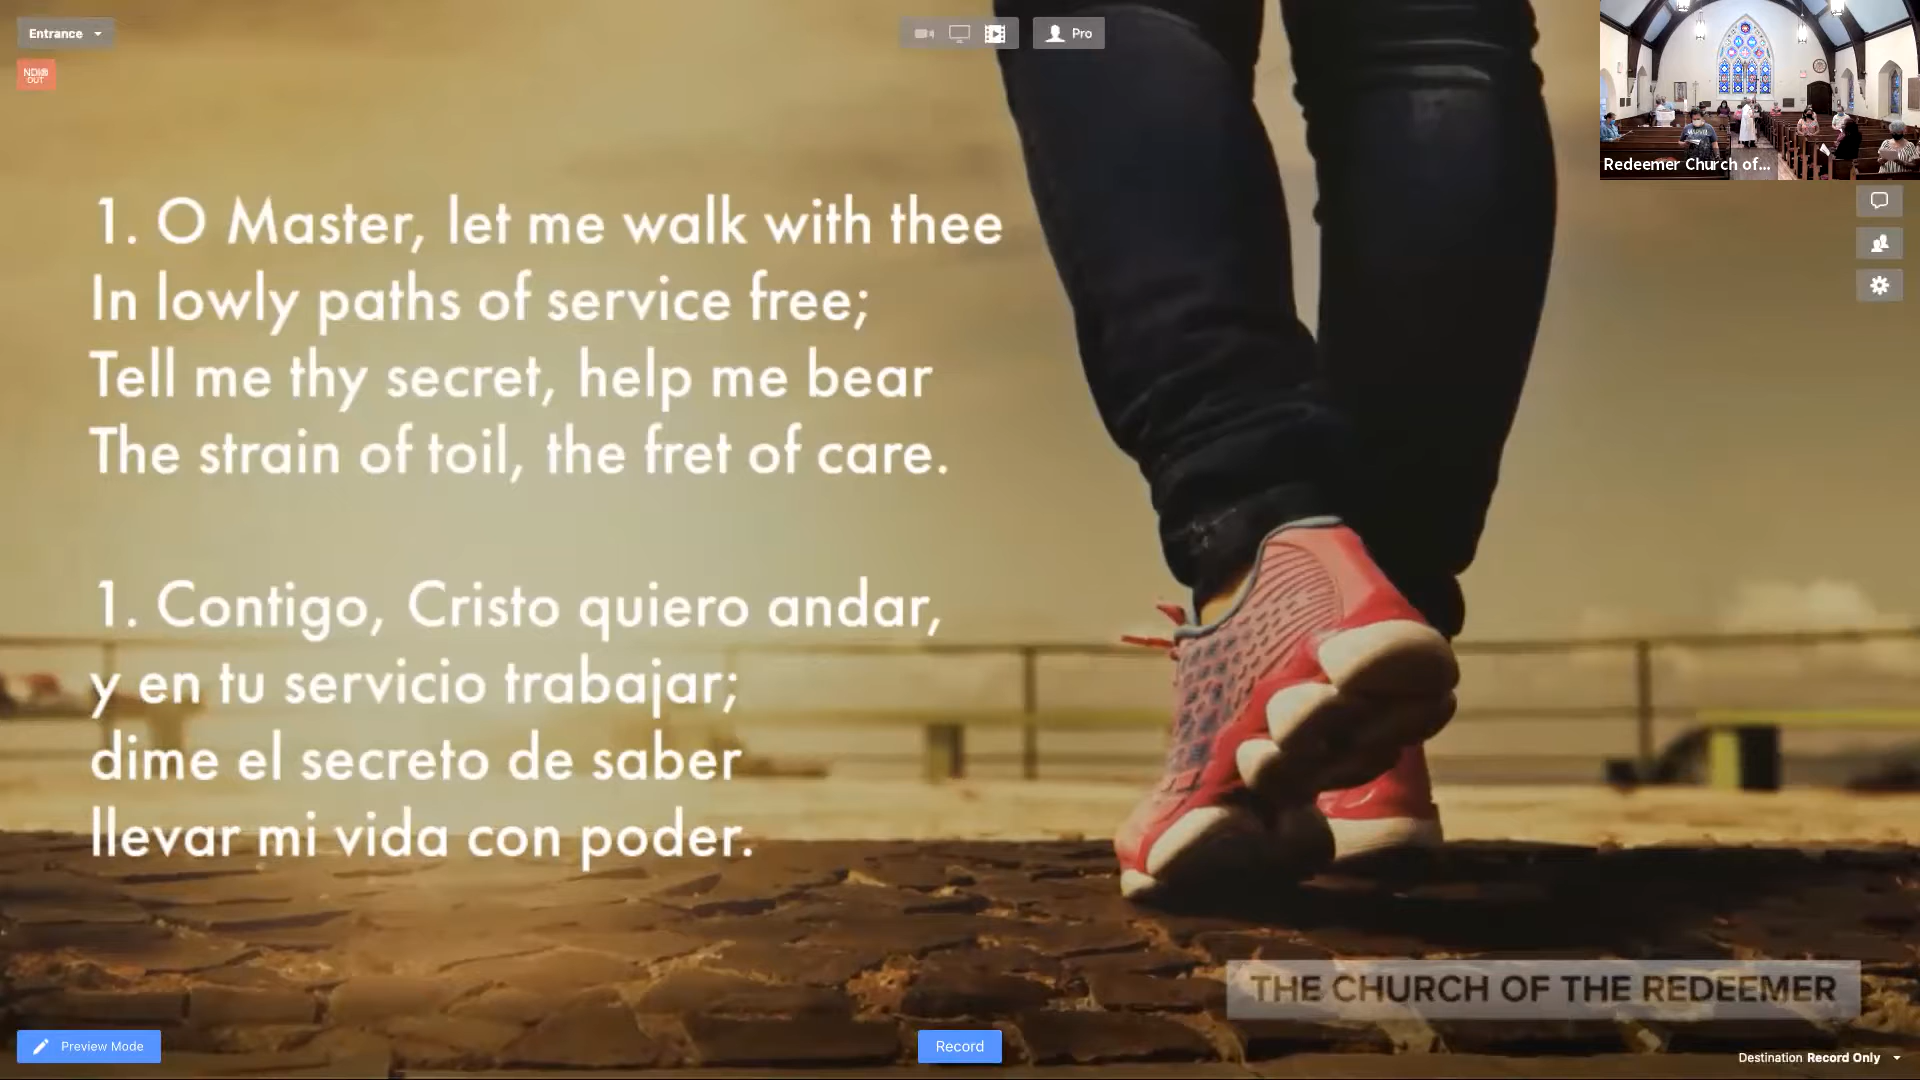 Entrance
Pro
NDI®
OUT
Redeemer Church of...
1. O Master, let me walk with thee
In lowly paths of service free;
Tell me thy secret, help me bear
The strain of toil, the fret of care.
1. Contigo, Cristo quiero andar,
y en tu servicio trabajar;
dime el secreto de saber
llevar mi vida con poder.
THE CHURCH OF THE REDEEMER
Preview Mode
Record
Destination Record Only